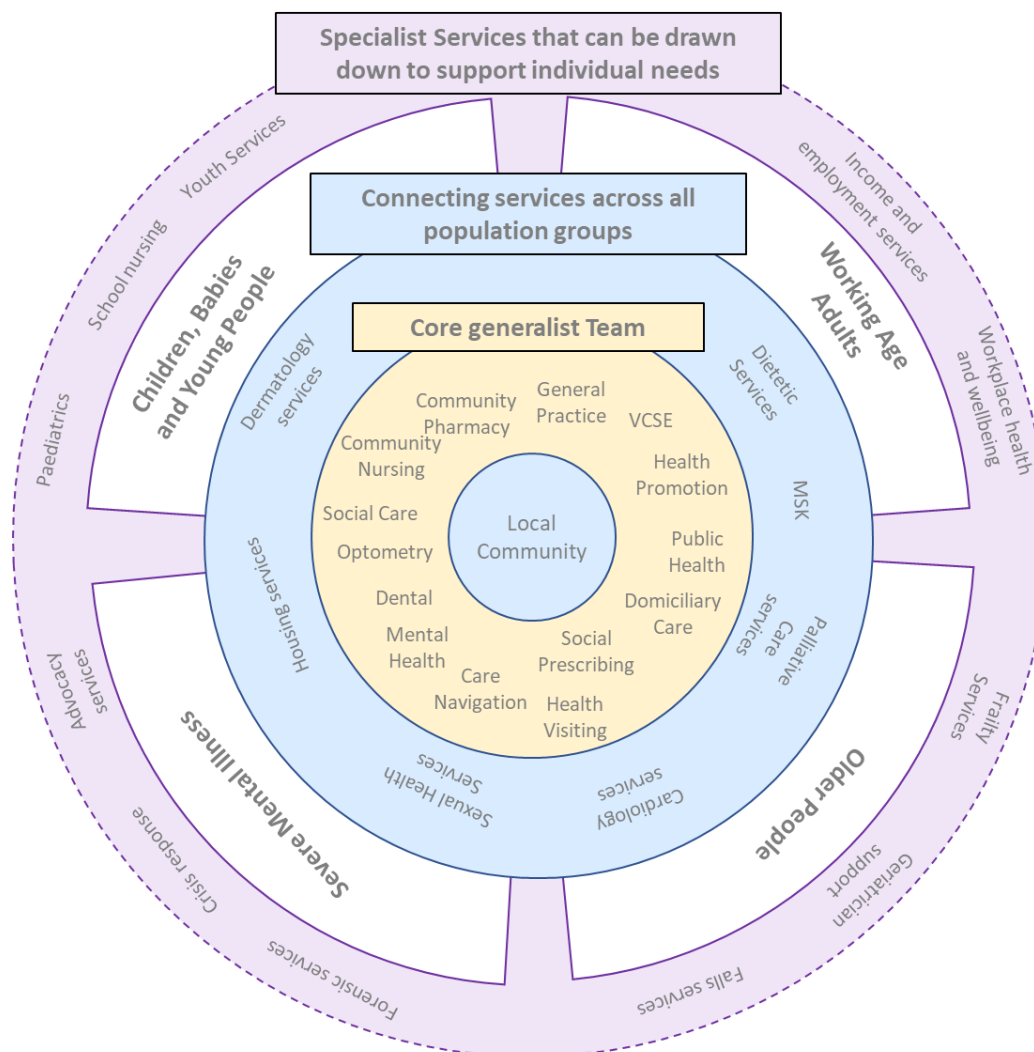 Specialist Services that can be drawn
down to support individual needs
Connecting services across all
population groups
Core generalist Team
Local
Community
General
Practice
VCSE
Health
Promotion
Public
Health
Domiciliary
Care
Social
Prescribing
Health
Visiting
Care
Navigation
Mental
Health
Dental
Optometry
Social Care
Community
Nursing
Community
Pharmacy
Dermatology
services
Dietetic
Services
MSK
Palliative
Care
services
Cardiology
services
Sexual Health
Services
Housing services
Children, Babies
and Young People
Working Age
Adults
Older People
Severe Mental Illness
Youth Services
School nursing
Paediatrics
Income and
employment services
Workplace health
and wellbeing
Frailty
Services
Geriatrician
support
Falls services
Forensic services
Crisis response
Advocacy
services